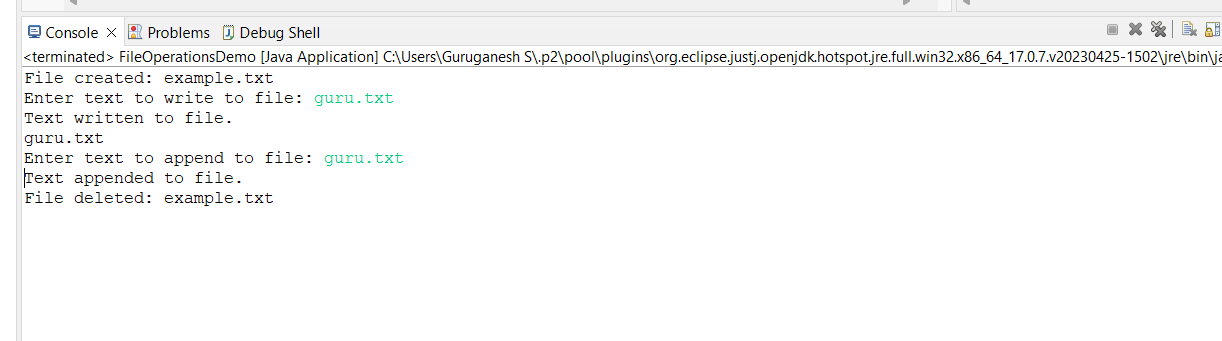 Console Problems Debug Shell
<terminated> FileOperationsDemo [Java Application] C:\Users\Guruganesh S\.p2\pool\plugins\org.eclipse.justj.openjdk.hotspot.jre.full.win32.x86_64_17.0.7.v20230425-1502\jre\bin\ja
File created: example.txt
Enter text to write to file: guru.txt
Text written to file.
guru.txt
Enter text to append to file: guru.txt
Text appended to file.
File deleted: example.txt